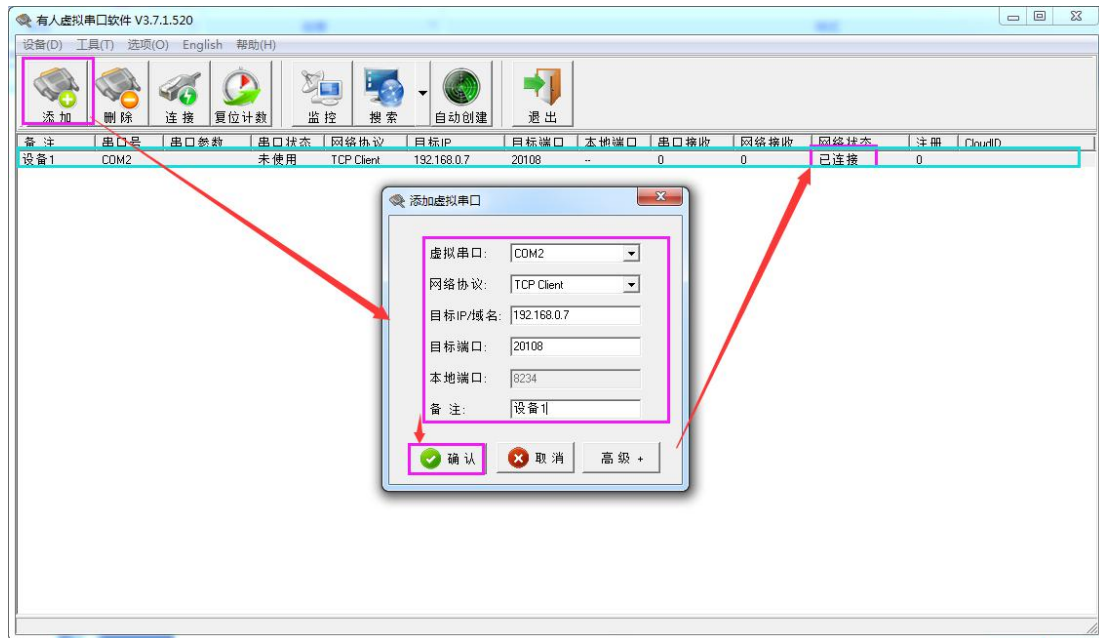 有人虚拟串口软件 V3.7.1.520
设备(D) 工具(T) 选项(O) English 帮助(H)
添加 删除 连接 复位计数 监控 搜索 自动创建 退出
备 注 串口号 串口参数 串口状态 网络协议 目标IP 目标端口 本地端口 串口接收 网络接收 网络状态 注册 CloudID
设备1 COM2 未使用 TCP Client 192.168.0.7 20108 -- 0 0 已连接 0
添加虚拟串口
虚拟串口: COM2
网络协议: TCP Client
目标IP/域名: 192.168.0.7
目标端口: 20108
本地端口: 8234
备 注: 设备1
确 认 取 消 高 级 +